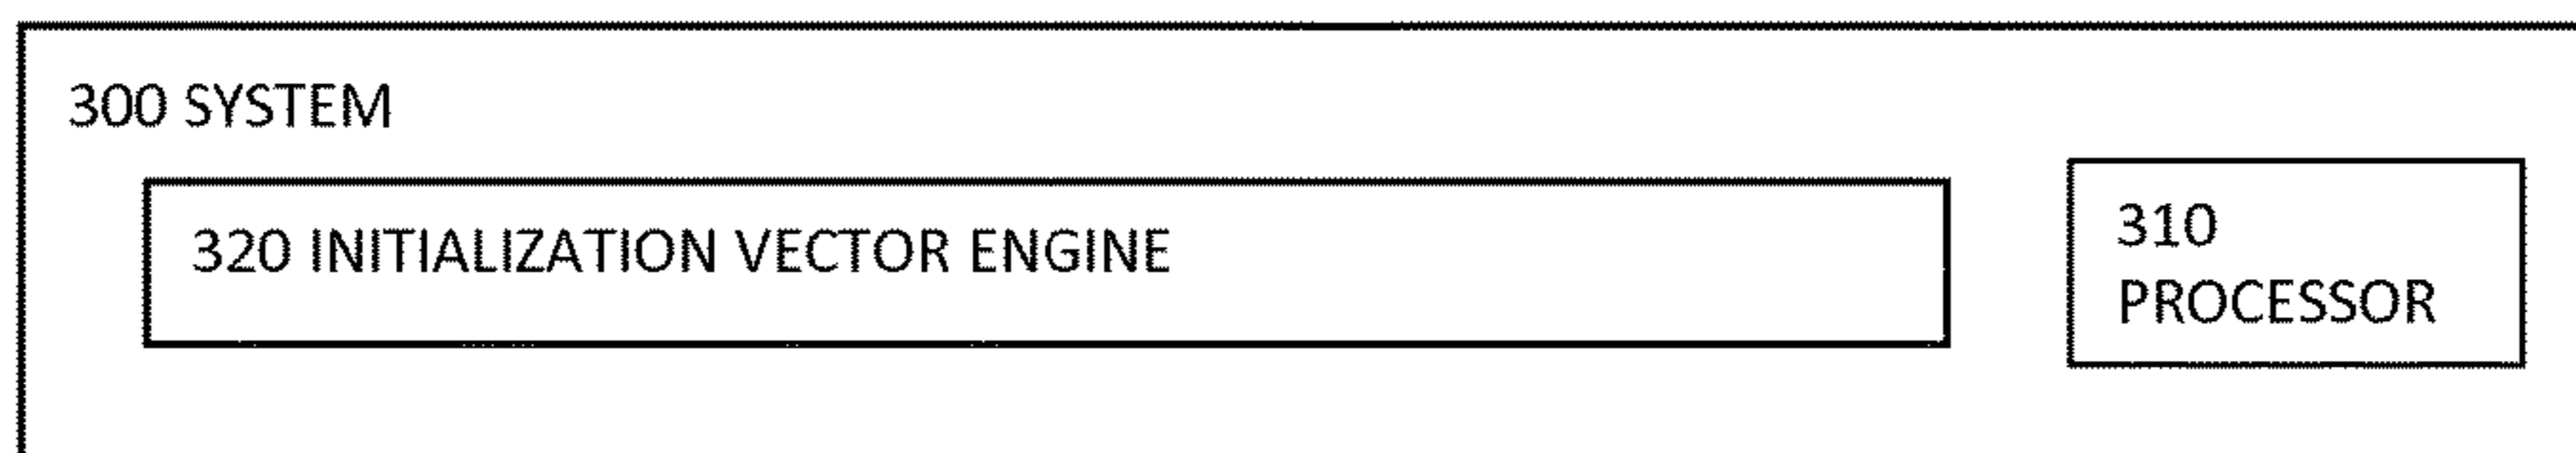 300 SYSTEM
320 INITIALIZATION VECTOR ENGINE
310
PROCESSOR